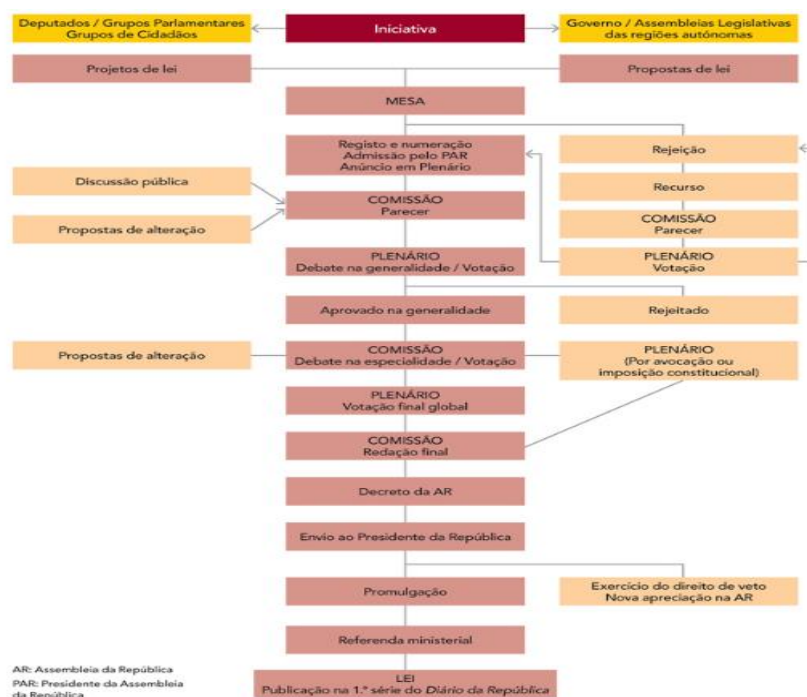 Deputados / Grupos Parlamentares
Grupos de Cidadãos
Iniciativa
Governo / Assembleias Legislativas
das regiões autónomas
Projetos de lei
Propostas de lei
MESA
Registo e numeração
Admissão pelo PAR
Anúncio em Plenário
Rejeição
Discussão pública
Recurso
COMISSÃO
Parecer
Propostas de alteração
COMISSÃO
Parecer
PLENÁRIO
Debate na generalidade / Votação
PLENÁRIO
Votação
Aprovado na generalidade
Rejeitado
Propostas de alteração
COMISSÃO
Debate na especialidade / Votação
PLENÁRIO
(Por avocação ou
imposição constitucional)
PLENÁRIO
Votação final global
COMISSÃO
Redação final
Decreto da AR
Envio ao Presidente da República
Promulgação
Exercício do direito de veto
Nova apreciação na AR
Referenda ministerial
LEI
Publicação na 1.ª série do Diário da República
AR: Assembleia da República
PAR: Presidente da Assembleia
da República